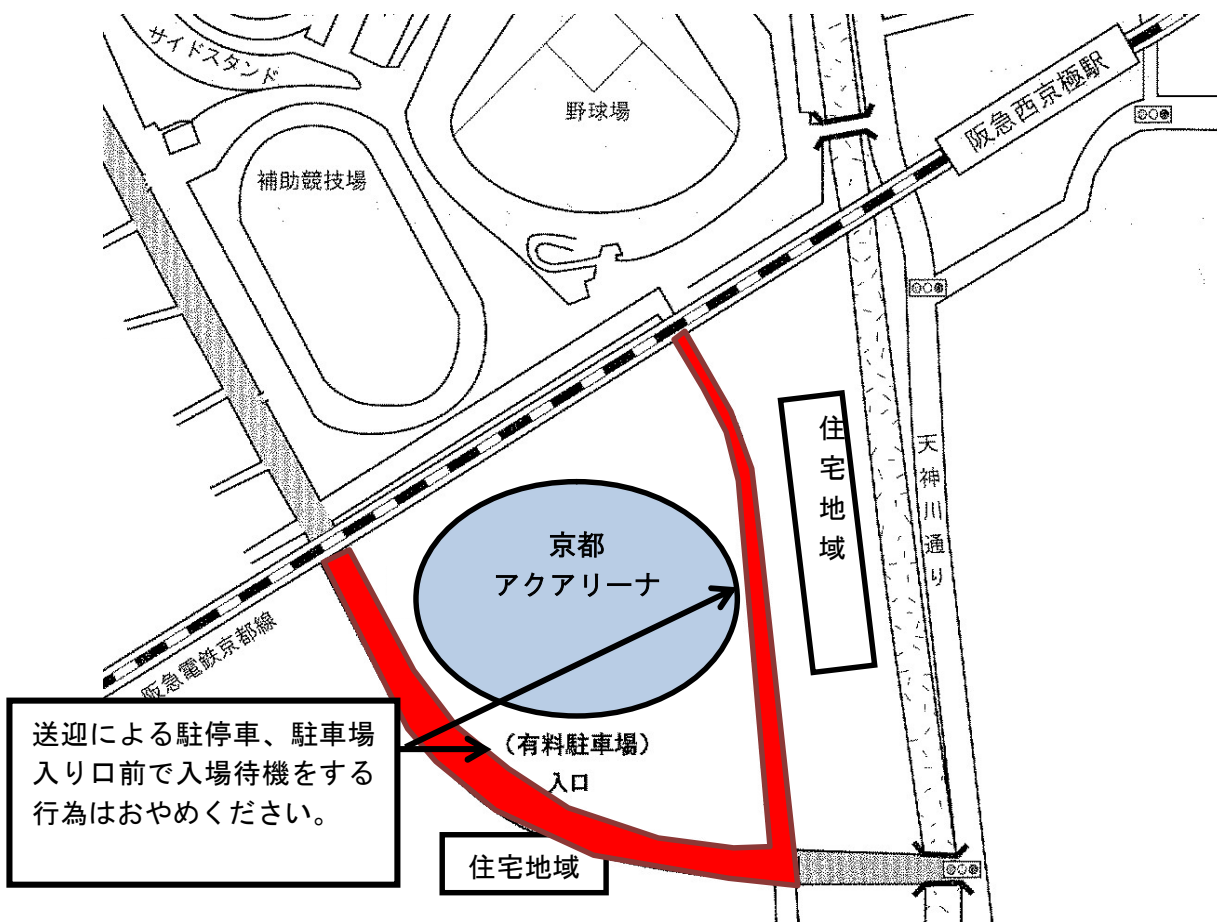 サイドスタンド
野球場
阪急西京極駅
補助競技場
住宅地域
天神川通り
京都
アクアリーナ
阪急電鉄京都線
送迎による駐停車、駐車場
入り口前で入場待機をする
行為はおやめください。
(有料駐車場)
入口
住宅地域